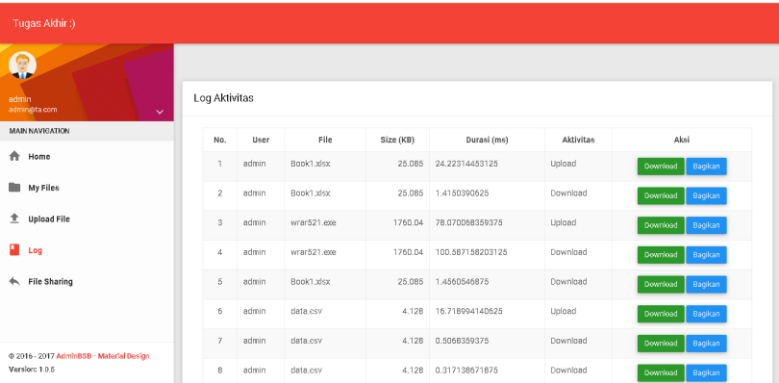 Tugas Akhir :)
admin
admin@ta.com
MAIN NAVIGATION
Home
My Files
Upload File
Log
File Sharing
© 2016 - 2017 AdminBSB - Material Design.
Version: 1.0.5
Log Aktivitas
No. User File Size (KB) Durasi (ms) Aktivitas Aksi
1 admin Book1.xlsx 25.085 24.22314453125 Upload Download Bagikan
2 admin Book1.xlsx 25.085 1.4150390625 Download Download Bagikan
3 admin wrar521.exe 1760.04 78.070068359375 Upload Download Bagikan
4 admin wrar521.exe 1760.04 100.587158203125 Download Download Bagikan
5 admin Book1.xlsx 25.085 1.4560546875 Download Download Bagikan
6 admin data.csv 4.128 16.718994140625 Upload Download Bagikan
7 admin data.csv 4.128 0.5068359375 Download Download Bagikan
8 admin data.csv 4.128 0.317138671875 Download Download Bagikan